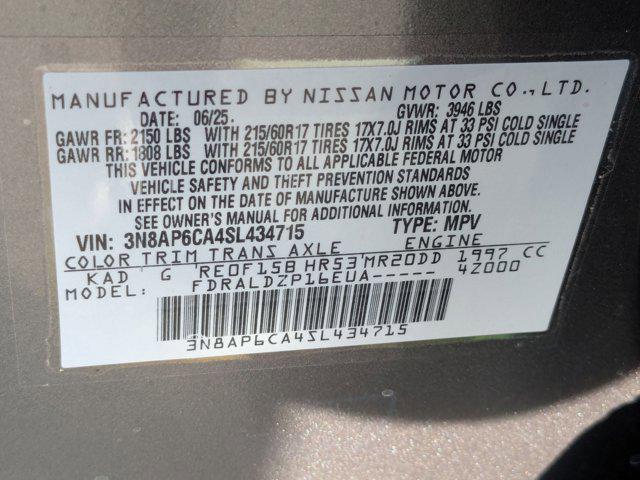 MANUFACTURED BY NISSAN MOTOR CO., LTD.
DATE: 06/25. GVWR: 3946 LBS
GAWR FR: 2150 LBS WITH 215/60R17 TIRES 17X7.0J RIMS AT 33 PSI COLD SINGLE
GAWR RR: 1808 LBS WITH 215/60R17 TIRES 17X7.0J RIMS AT 33 PSI COLD SINGLE
THIS VEHICLE CONFORMS TO ALL APPLICABLE FEDERAL MOTOR
VEHICLE SAFETY AND THEFT PREVENTION STANDARDS
IN EFFECT ON THE DATE OF MANUFACTURE SHOWN ABOVE.
SEE OWNER'S MANUAL FOR ADDITIONAL INFORMATION
VIN: 3N8AP6CA4SL434715 TYPE: MPV
COLOR TRIM TRANS AXLE ENGINE
KAD G RE0F15B HR53 MR20DD 1997 CC
MODEL: FDRALDZP16EUA----- 4Z000
3N8AP6CA4SL434715